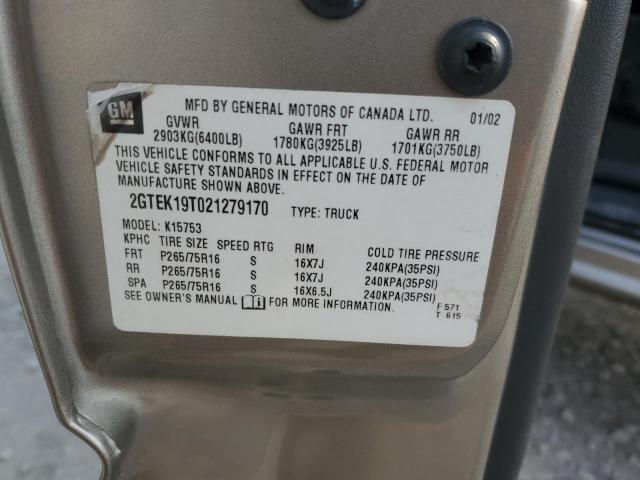 GM
MFD BY GENERAL MOTORS OF CANADA LTD. 01/02
GVWR GAWR FRT GAWR RR
2903KG(6400LB) 1780KG(3925LB) 1701KG(3750LB)
THIS VEHICLE CONFORMS TO ALL APPLICABLE U.S. FEDERAL MOTOR
VEHICLE SAFETY STANDARDS IN EFFECT ON THE DATE OF
MANUFACTURE SHOWN ABOVE.
2GTEK19T021279170 TYPE: TRUCK
MODEL: K15753
KPHC TIRE SIZE SPEED RTG RIM COLD TIRE PRESSURE
FRT P265/75R16 S 16X7J 240KPA(35PSI)
RR P265/75R16 S 16X7J 240KPA(35PSI)
SPA P265/75R16 S 16X6.5J 240KPA(35PSI)
SEE OWNER'S MANUAL FOR MORE INFORMATION. F 571
T 615